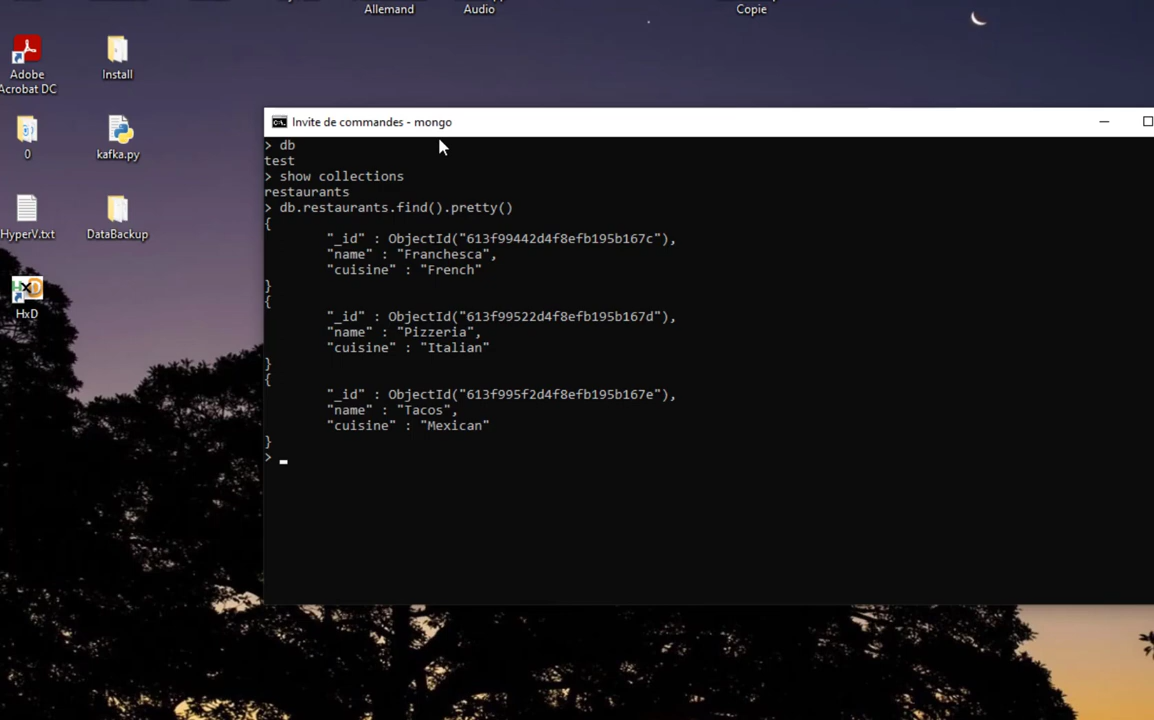 Allemand
Audio
Copie
Adobe
Acrobat DC
Install
0
kafka.py
HyperV.txt
DataBackup
HxD
Invite de commandes - mongo
> db
test
> show collections
restaurants
> db.restaurants.find().pretty()
{
"_id" : ObjectId("613f99442d4f8efb195b167c"),
"name" : "Franchesca",
"cuisine" : "French"
}
{
"_id" : ObjectId("613f99522d4f8efb195b167d"),
"name" : "Pizzeria",
"cuisine" : "Italian"
}
{
"_id" : ObjectId("613f995f2d4f8efb195b167e"),
"name" : "Tacos",
"cuisine" : "Mexican"
}
>